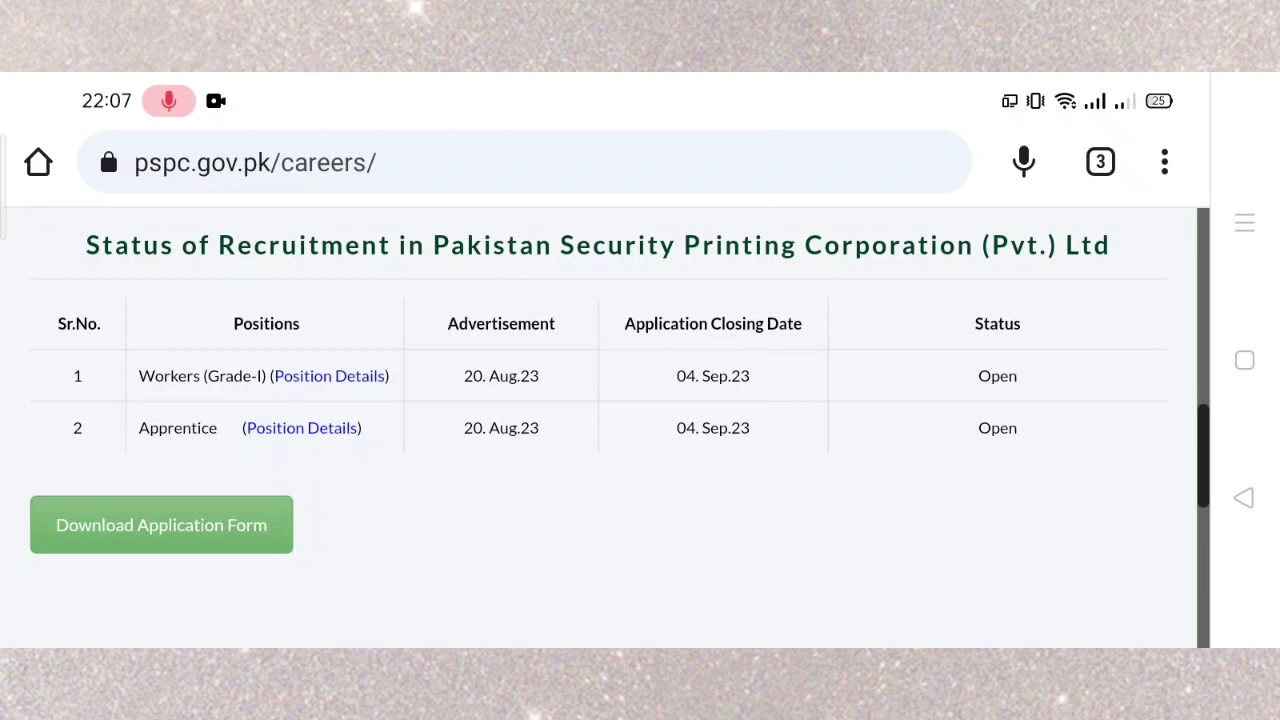 22:07
25
pspc.gov.pk/careers/
3
Status of Recruitment in Pakistan Security Printing Corporation (Pvt.) Ltd
Sr.No. Positions Advertisement Application Closing Date Status
1 Workers (Grade-I) (Position Details) 20. Aug.23 04. Sep.23 Open
2 Apprentice (Position Details) 20. Aug.23 04. Sep.23 Open
Download Application Form